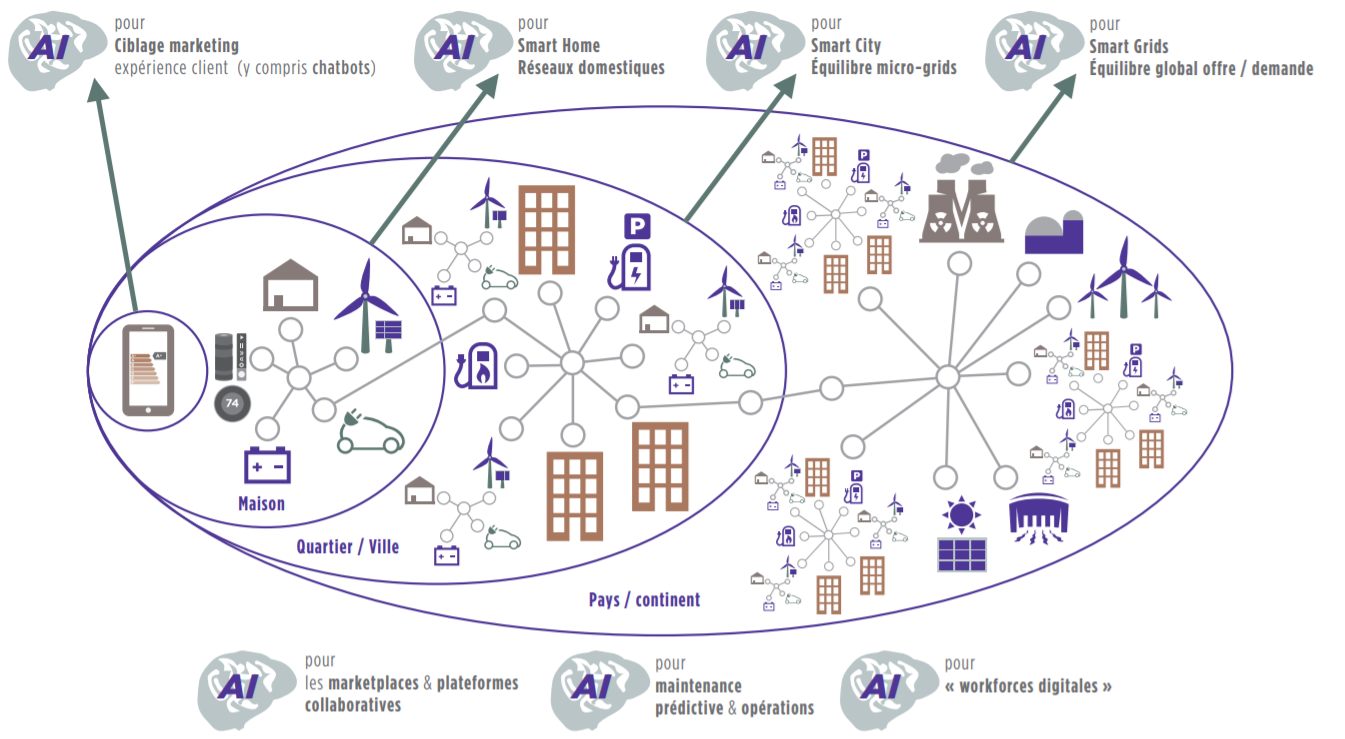 AI
pour
Ciblage marketing
expérience client (y compris chatbots)
AI
pour
Smart Home
Réseaux domestiques
AI
pour
Smart City
Équilibre micro-grids
AI
pour
Smart Grids
Équilibre global offre / demande
P
P
A+
74
P
P
Maison
Quartier / Ville
Pays / continent
AI
pour
les marketplaces & plateformes
collaboratives
AI
pour
maintenance
prédictive & opérations
AI
pour
« workforces digitales »